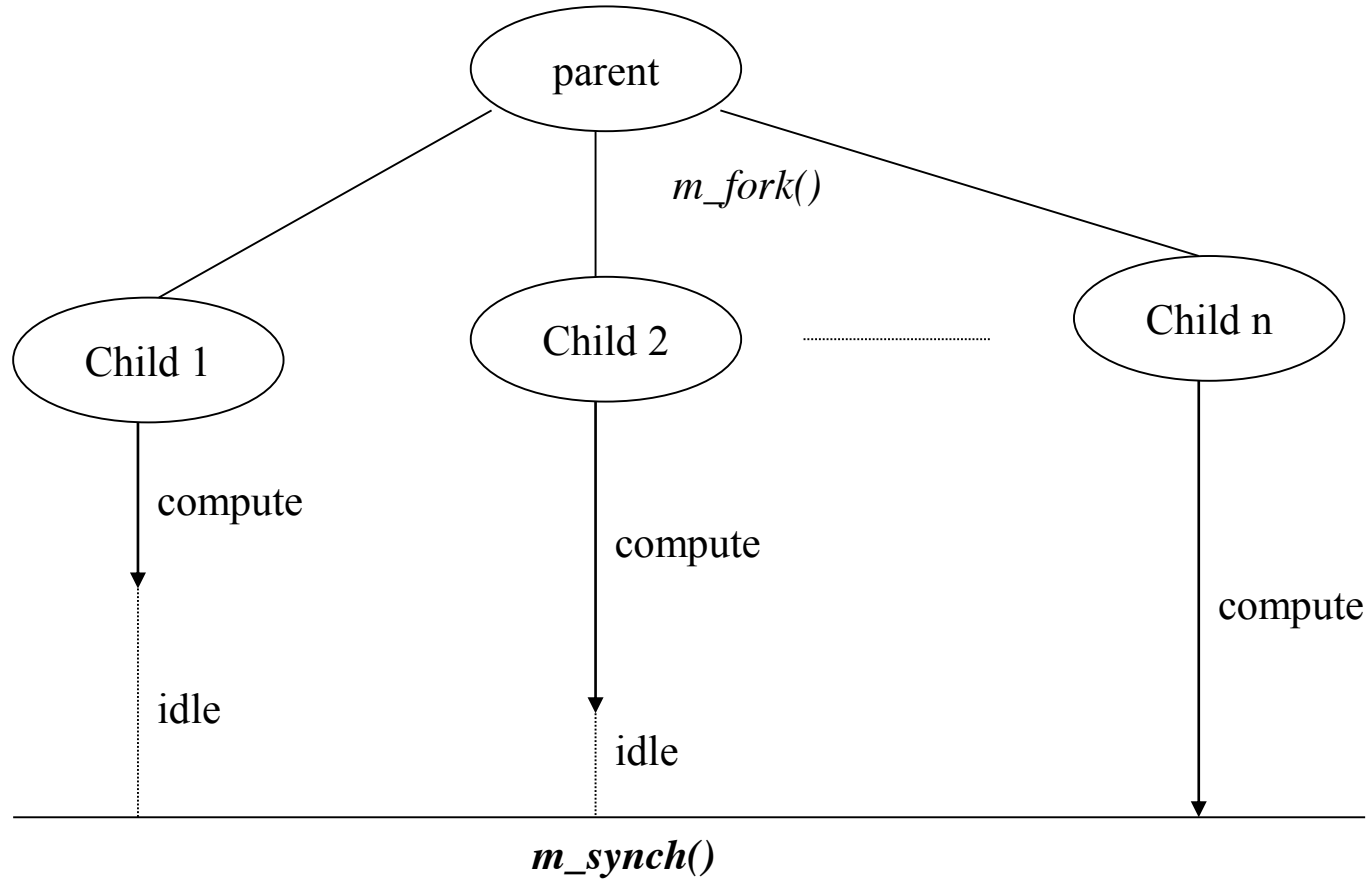 parent
m_fork()
Child 1
Child 2
Child n
compute
compute
compute
idle
idle
m_synch()